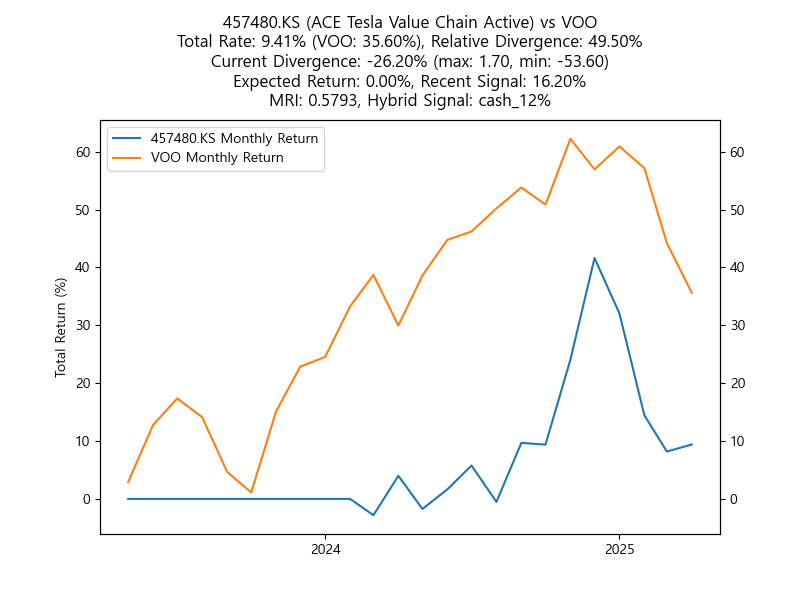 457480.KS (ACE Tesla Value Chain Active) vs VOO
Total Rate: 9.41% (VOO: 35.60%), Relative Divergence: 49.50%
Current Divergence: -26.20% (max: 1.70, min: -53.60)
Expected Return: 0.00%, Recent Signal: 16.20%
MRI: 0.5793, Hybrid Signal: cash_12%
457480.KS Monthly Return
VOO Monthly Return
Total Return (%)
60 60
50 50
40 40
30 30
20 20
10 10
0 0
2024 2025